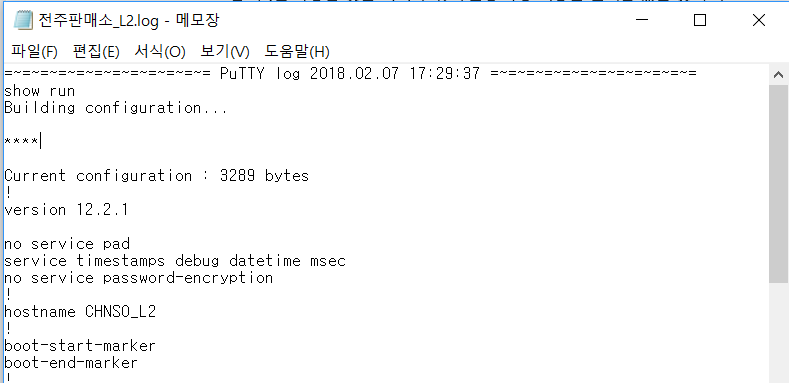 전주판매소_L2.log - 메모장
파일(F) 편집(E) 서식(O) 보기(V) 도움말(H)
=~=~=~=~=~=~=~=~=~=~=~= PuTTY log 2018.02.07 17:29:37 =~=~=~=~=~=~=~=~=~=~=~=
show run
Building configuration...
****
Current configuration : 3289 bytes
!
version 12.2.1
no service pad
service timestamps debug datetime msec
no service password-encryption
!
hostname CHNSO_L2
!
boot-start-marker
boot-end-marker
!